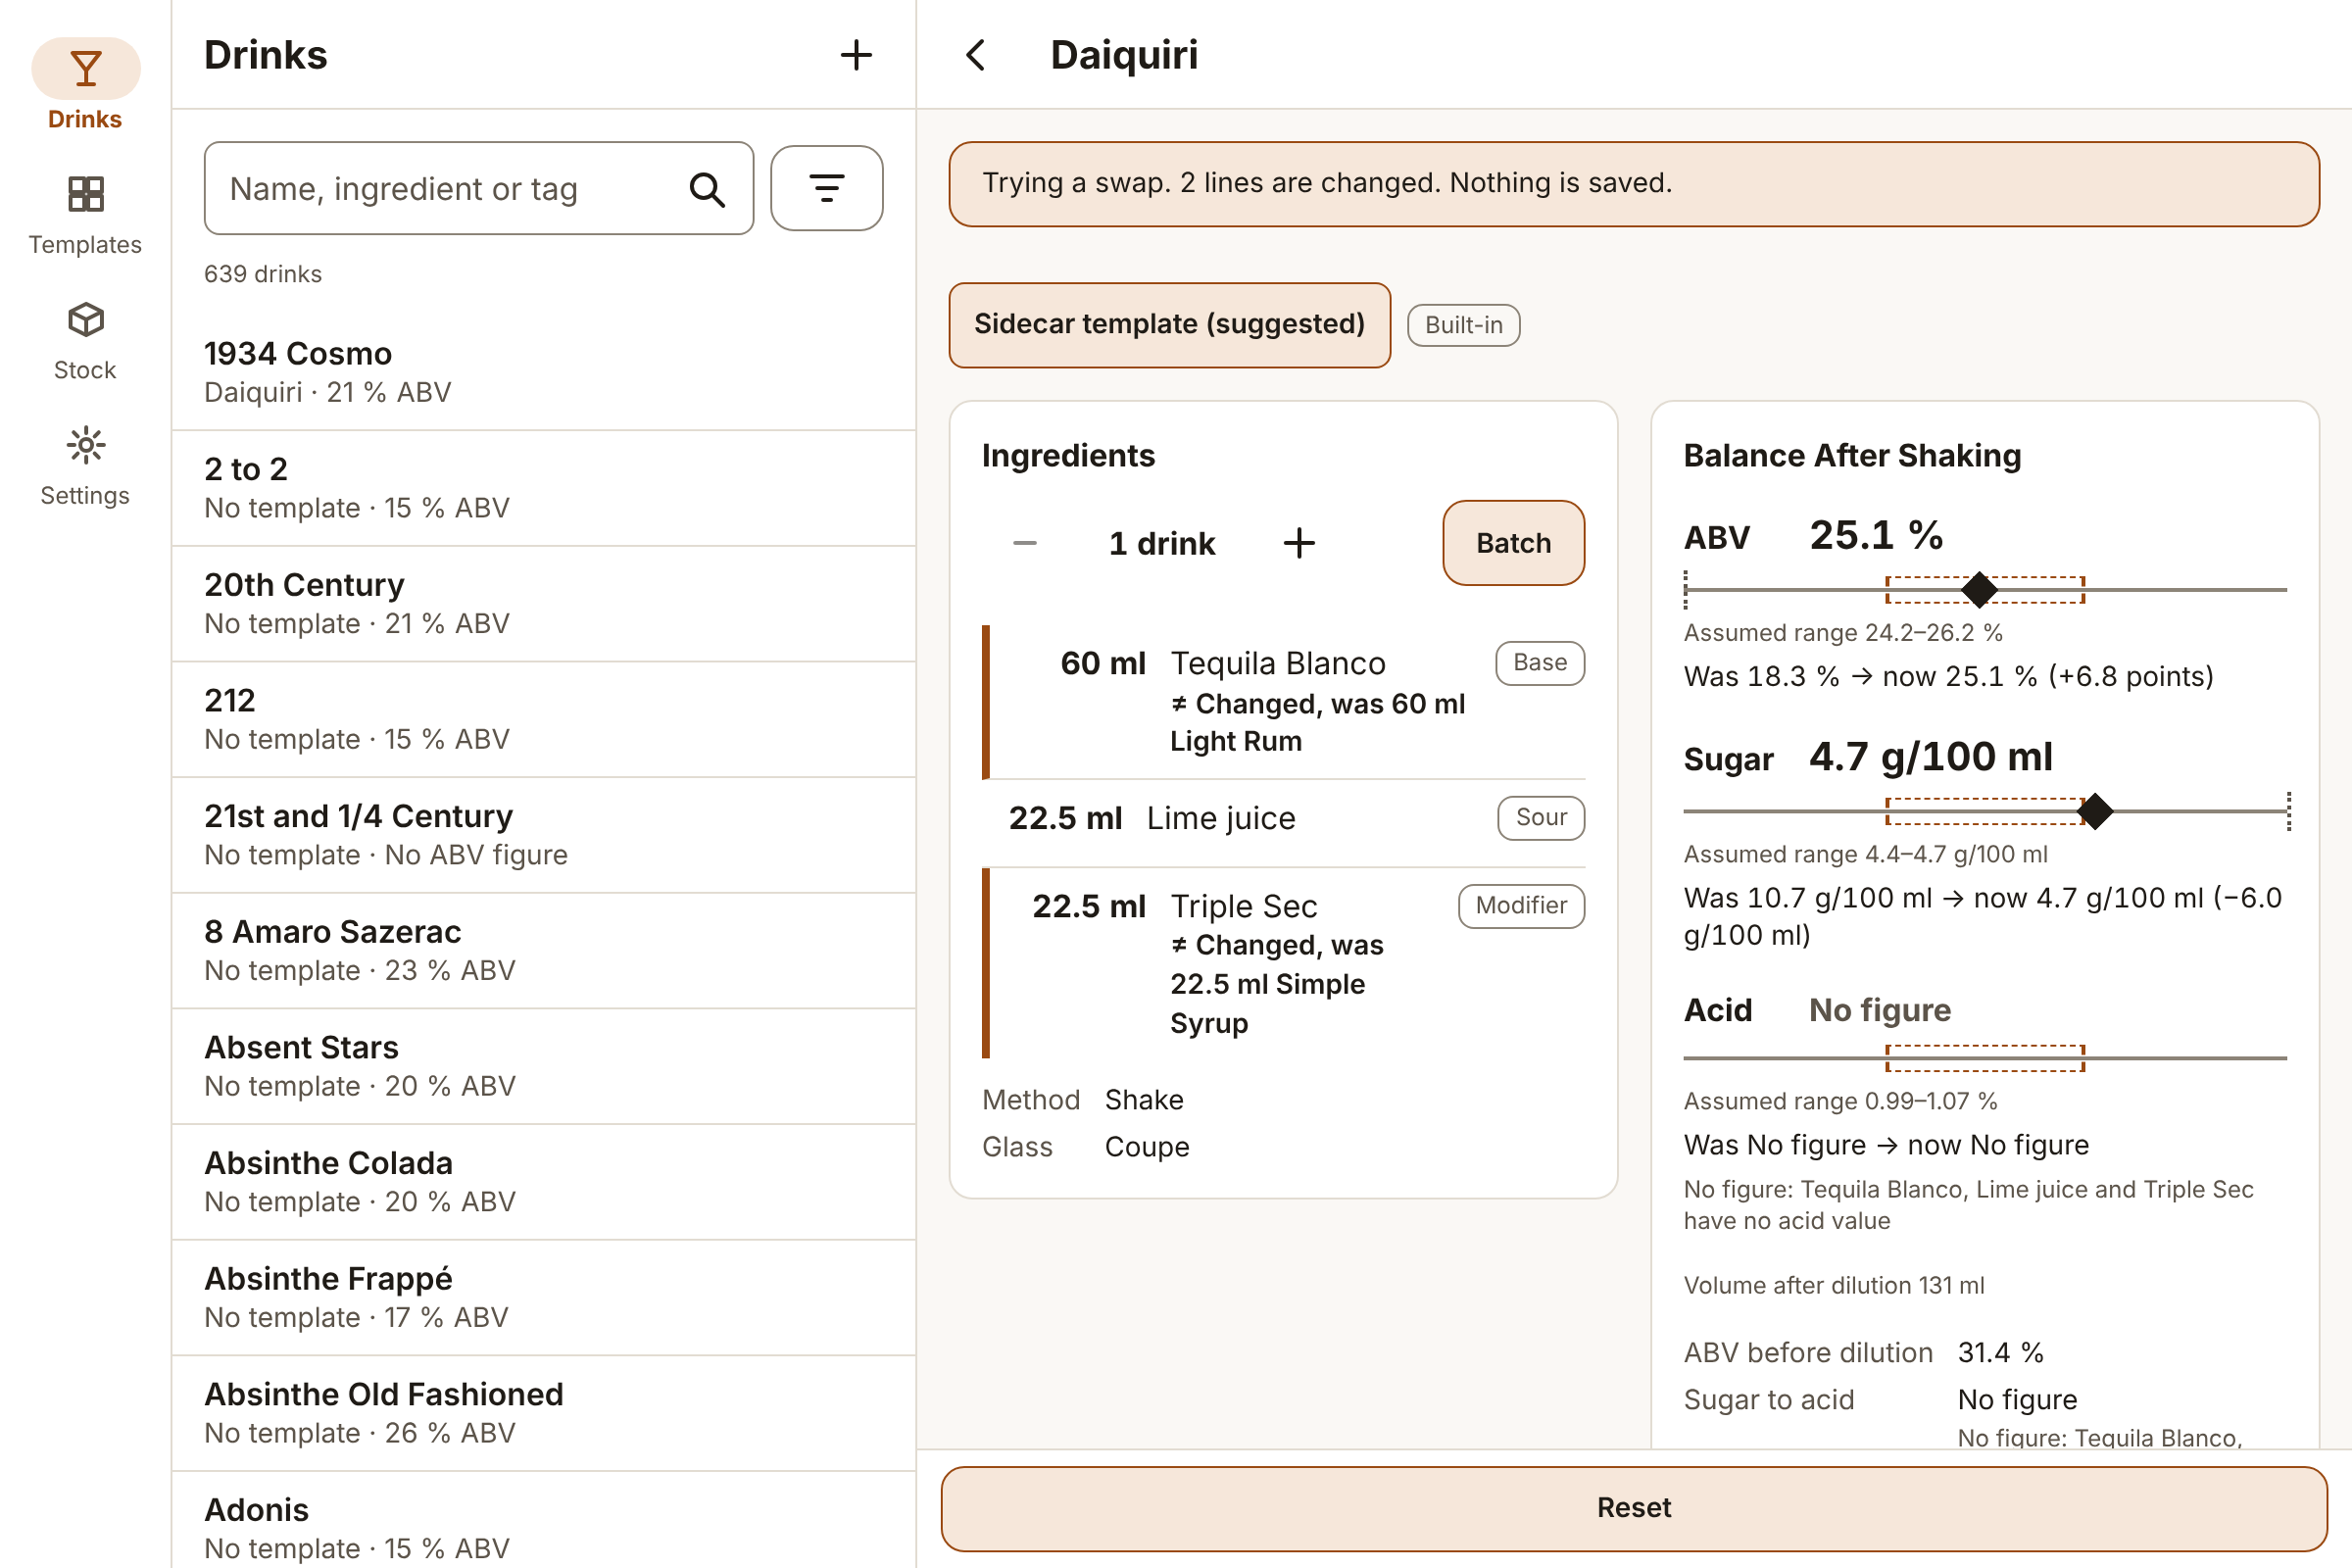 Drinks
Templates
Stock
Settings
Drinks
Name, ingredient or tag
639 drinks
1934 Cosmo
Daiquiri · 21 % ABV
2 to 2
No template · 15 % ABV
20th Century
No template · 21 % ABV
212
No template · 15 % ABV
21st and 1/4 Century
No template · No ABV figure
8 Amaro Sazerac
No template · 23 % ABV
Absent Stars
No template · 20 % ABV
Absinthe Colada
No template · 20 % ABV
Absinthe Frappé
No template · 17 % ABV
Absinthe Old Fashioned
No template · 26 % ABV
Adonis
No template · 15 % ABV
Daiquiri
Trying a swap. 2 lines are changed. Nothing is saved.
Sidecar template (suggested)
Built-in
Ingredients
1 drink
Batch
60 ml Tequila Blanco Base
≠ Changed, was 60 ml
Light Rum
22.5 ml Lime juice Sour
22.5 ml Triple Sec Modifier
≠ Changed, was
22.5 ml Simple
Syrup
Method Shake
Glass Coupe
Balance After Shaking
ABV 25.1 %
Assumed range 24.2–26.2 %
Was 18.3 % → now 25.1 % (+6.8 points)
Sugar 4.7 g/100 ml
Assumed range 4.4–4.7 g/100 ml
Was 10.7 g/100 ml → now 4.7 g/100 ml (−6.0
g/100 ml)
Acid No figure
Assumed range 0.99–1.07 %
Was No figure → now No figure
No figure: Tequila Blanco, Lime juice and Triple Sec
have no acid value
Volume after dilution 131 ml
ABV before dilution 31.4 %
Sugar to acid No figure
No figure: Tequila Blanco,
Reset